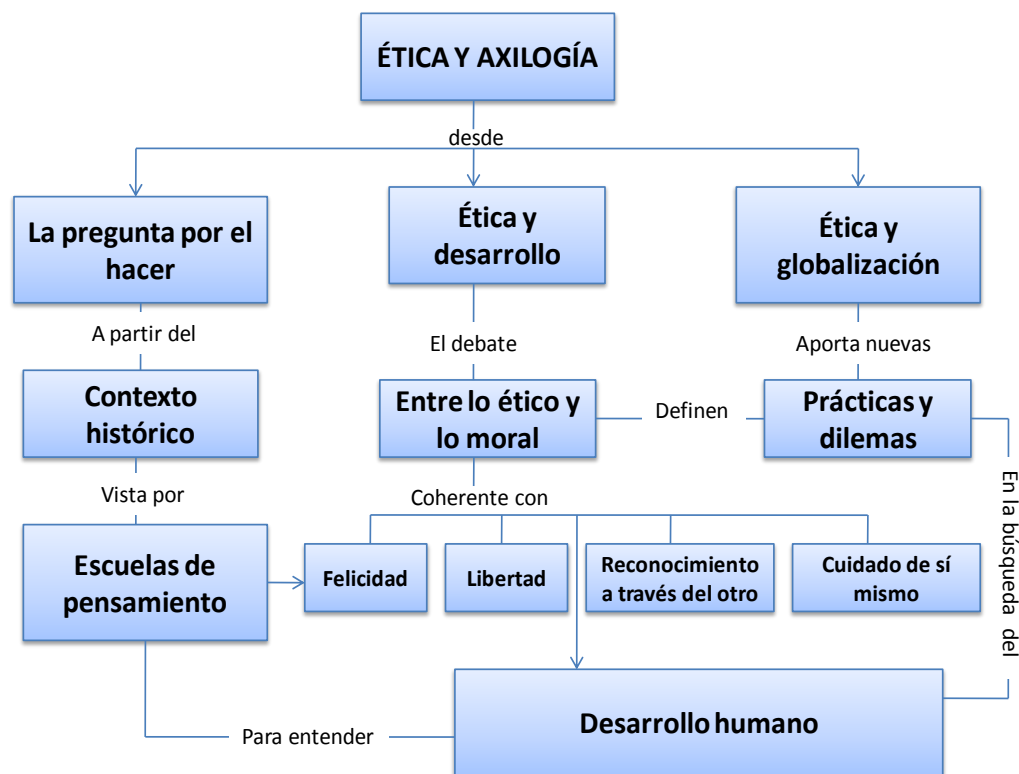 ÉTICA Y AXILOGÍA
desde
La pregunta por el
hacer
Ética y
desarrollo
Ética y
globalización
A partir del
El debate
Aporta nuevas
Contexto
histórico
Entre lo ético y
lo moral
Definen
Prácticas y
dilemas
Vista por
Coherente con
En la búsqueda del
Escuelas de
pensamiento
Felicidad
Libertad
Reconocimiento
a través del otro
Cuidado de sí
mismo
Para entender
Desarrollo humano